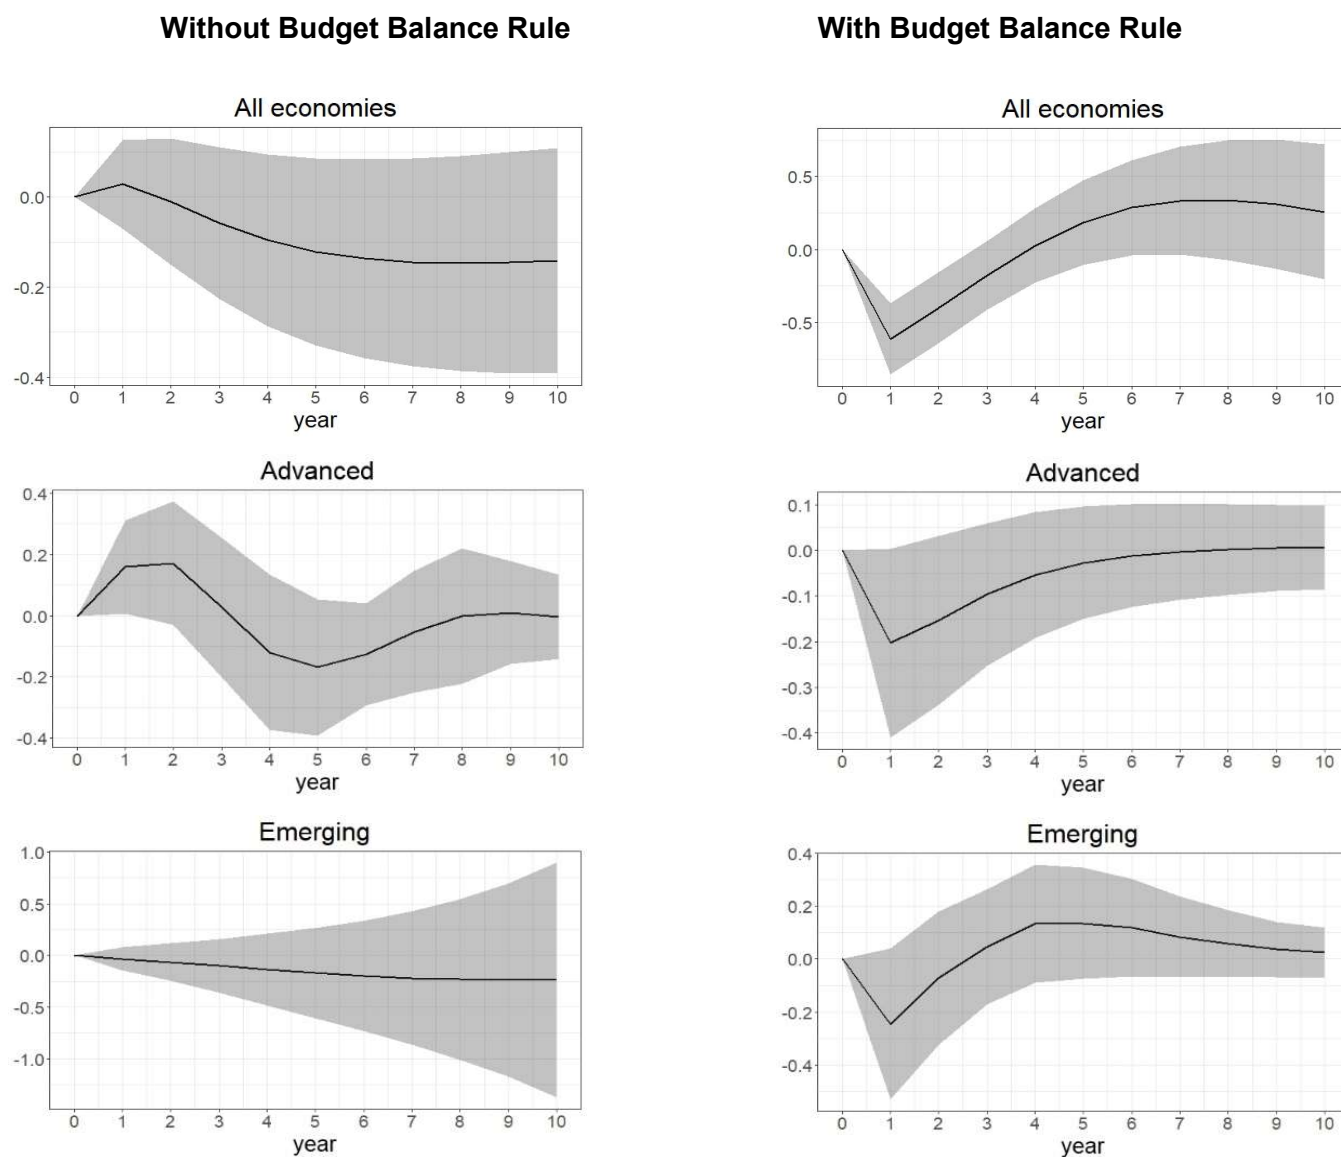 Without Budget Balance Rule
With Budget Balance Rule
All economies
0.0
-0.2
-0.4
0 1 2 3 4 5 6 7 8 9 10
year
All economies
0.5
0.0
-0.5
0 1 2 3 4 5 6 7 8 9 10
year
Advanced
0.4
0.2
0.0
-0.2
-0.4
0 1 2 3 4 5 6 7 8 9 10
year
Advanced
0.1
0.0
-0.1
-0.2
-0.3
-0.4
0 1 2 3 4 5 6 7 8 9 10
year
Emerging
1.0
0.5
0.0
-0.5
-1.0
0 1 2 3 4 5 6 7 8 9 10
year
Emerging
0.4
0.2
0.0
-0.2
-0.4
0 1 2 3 4 5 6 7 8 9 10
year